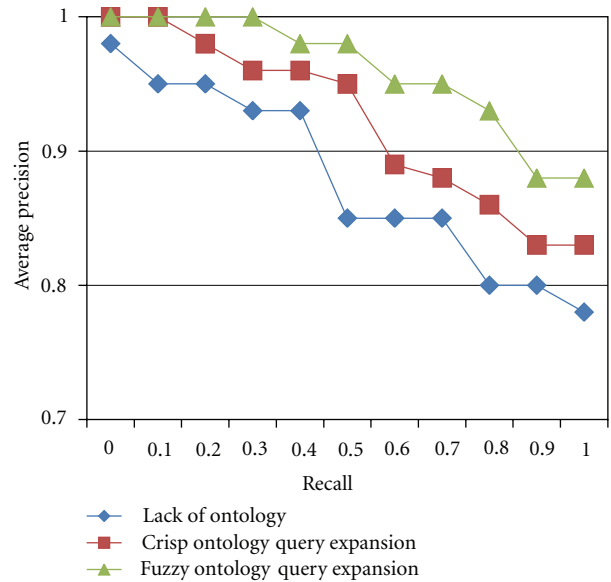 1
0.9
0.8
0.7
Average precision
0 0.1 0.2 0.3 0.4 0.5 0.6 0.7 0.8 0.9 1
Recall
Lack of ontology
Crisp ontology query expansion
Fuzzy ontology query expansion